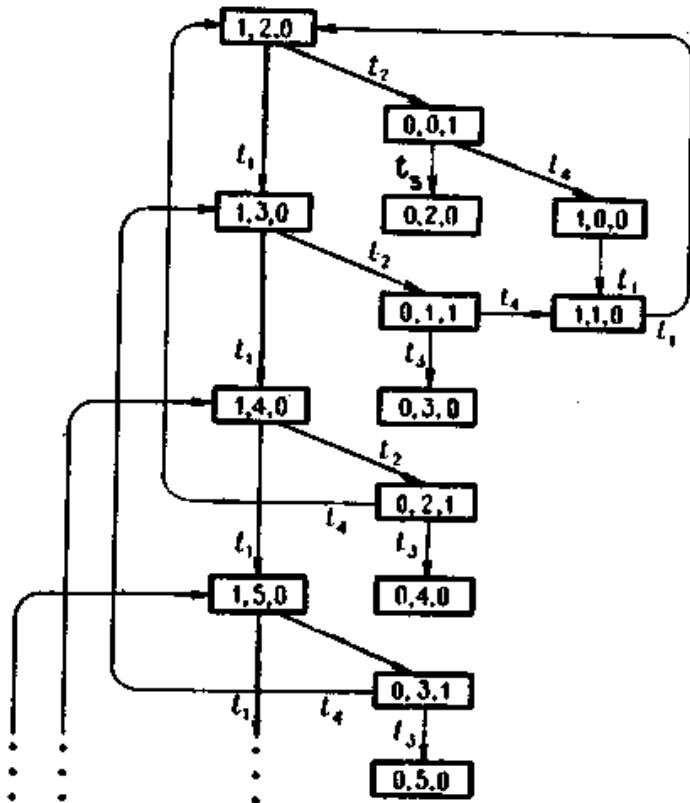 1,2,0
t₂
0,0,1
t₁ t₃ t₄
1,3,0 0,2,0 1,0,0
t₂ t₁
0,1,1 t₄ 1,1,0 t₁
t₁ t₃
1,4,0 0,3,0
t₂
0,2,1
t₄
t₁ t₃
1,5,0 0,4,0
0,3,1
t₁ t₄
t₃
0,5,0